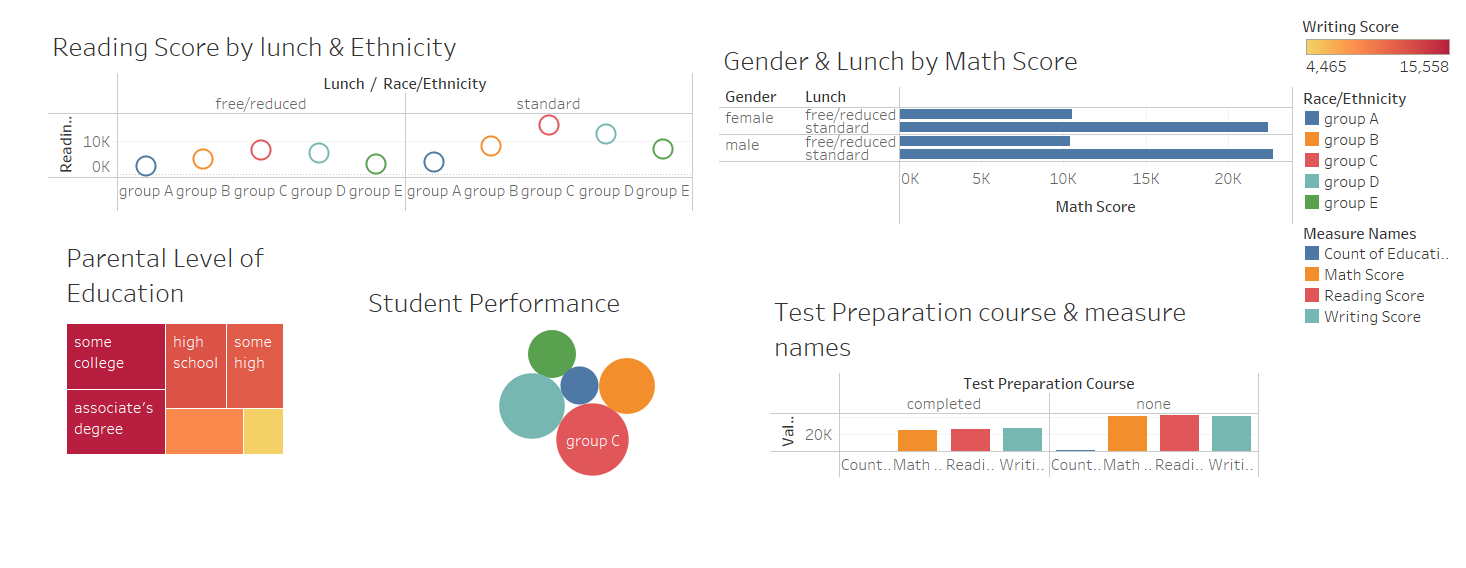 Reading Score by lunch & Ethnicity
Lunch / Race/Ethnicity
free/reduced
standard
Readin..
10K
0K
group A group B group C group D group E group A group B group C group D group E
Gender & Lunch by Math Score
Gender Lunch
female free/reduced
standard
male free/reduced
standard
0K 5K 10K 15K 20K
Math Score
Writing Score
4,465 15,558
Race/Ethnicity
group A
group B
group C
group D
group E
Measure Names
Count of Educati..
Math Score
Reading Score
Writing Score
Parental Level of
Education
some
college
high
school
some
high
associate's
degree
Student Performance
group C
Test Preparation course & measure
names
Test Preparation Course
completed none
Val..
20K
Count.. Math .. Readi.. Writi.. Count.. Math .. Readi.. Writi..